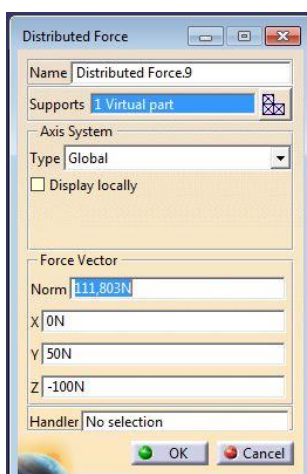 Distributed Force
Name Distributed Force.9
Supports 1 Virtual part
Axis System
Type Global
Display locally
Force Vector
Norm 111,803N
X 0N
Y 50N
Z -100N
Handler No selection
OK Cancel